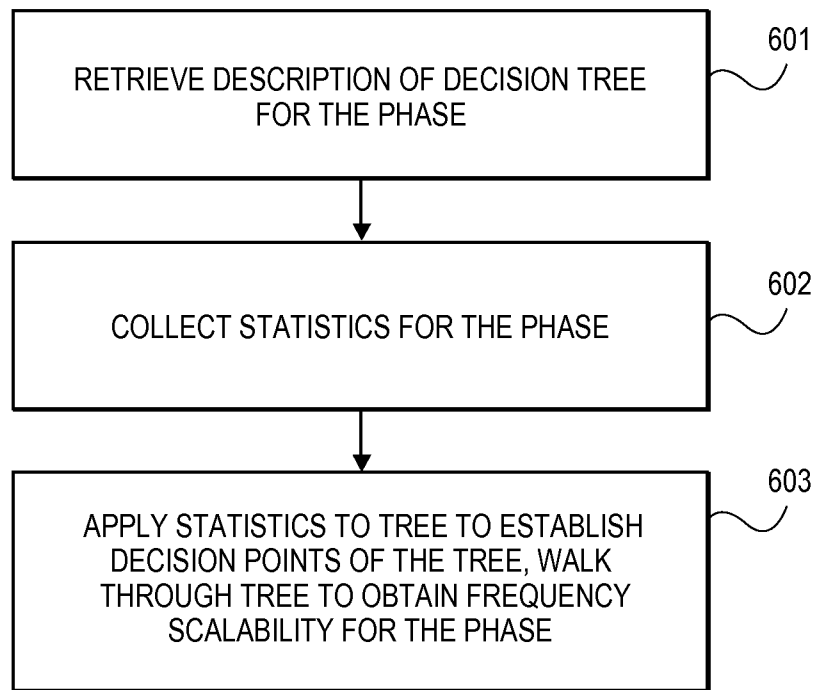 601
RETRIEVE DESCRIPTION OF DECISION TREE
FOR THE PHASE
602
COLLECT STATISTICS FOR THE PHASE
603
APPLY STATISTICS TO TREE TO ESTABLISH
DECISION POINTS OF THE TREE, WALK
THROUGH TREE TO OBTAIN FREQUENCY
SCALABILITY FOR THE PHASE